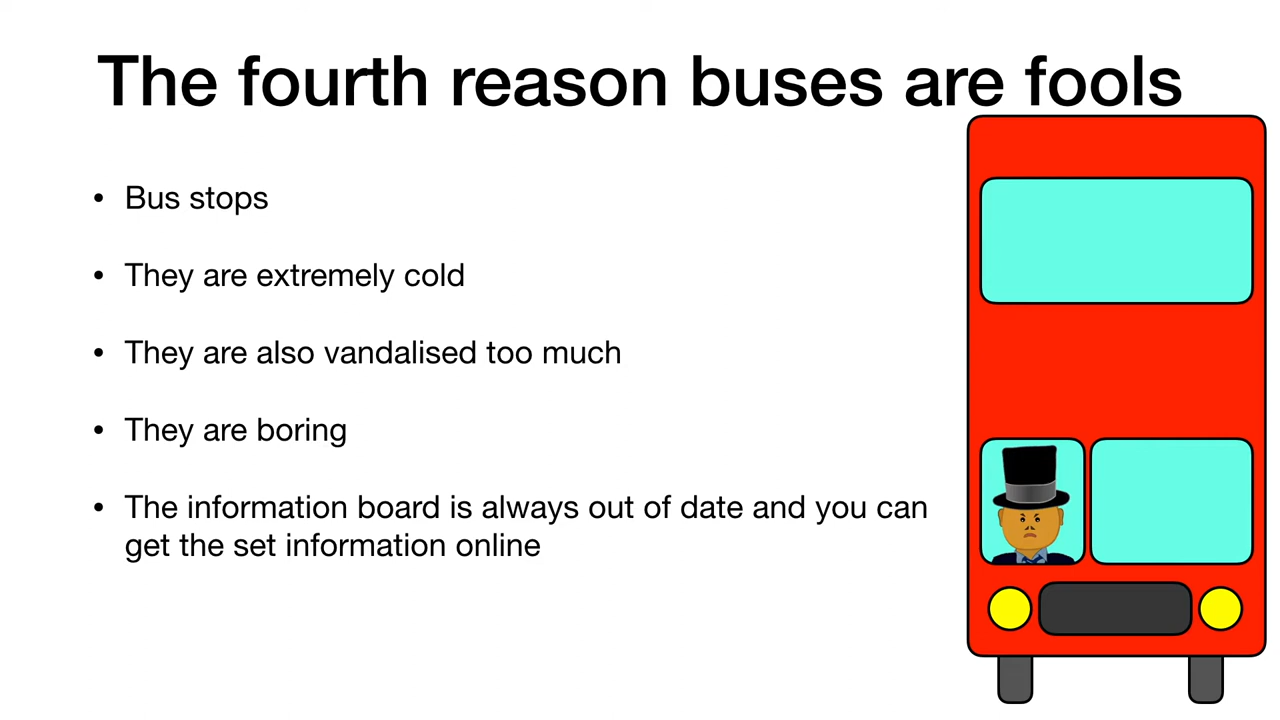 The fourth reason buses are fools
• Bus stops
• They are extremely cold
• They are also vandalised too much
• They are boring
• The information board is always out of date and you can
get the set information online